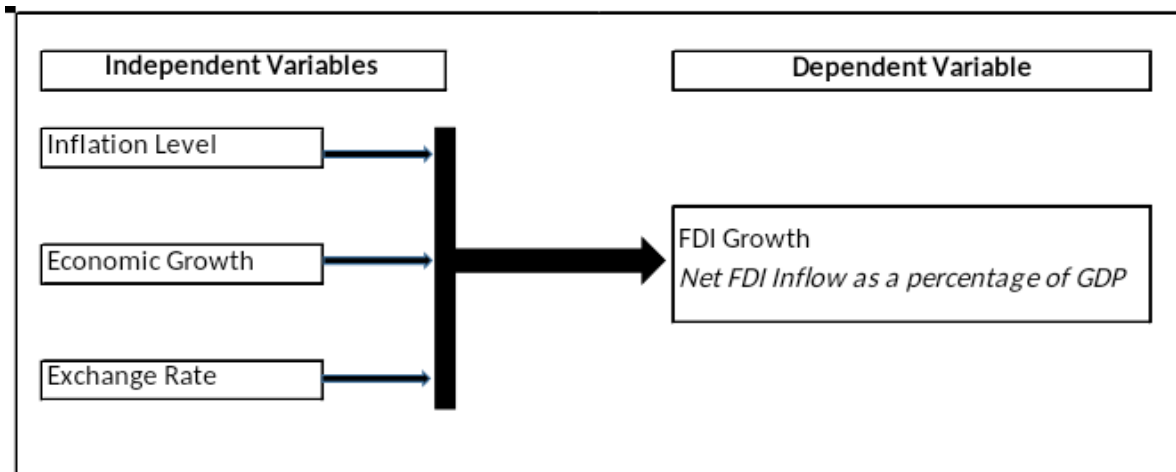 Independent Variables
Dependent Variable
Inflation Level
Economic Growth
Exchange Rate
FDI Growth
Net FDI Inflow as a percentage of GDP